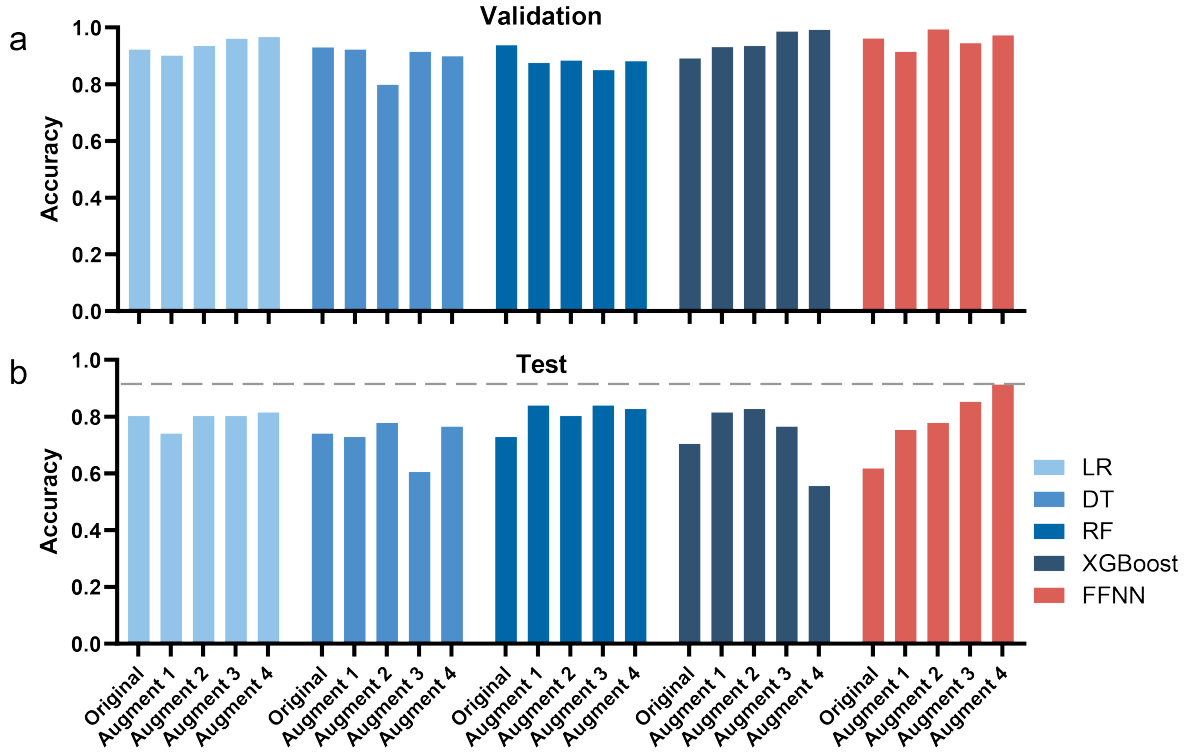 a
Validation
Accuracy
1.0
0.8
0.6
0.4
0.2
0.0
b
Test
Accuracy
1.0
0.8
0.6
0.4
0.2
0.0
Original
Augment 1
Augment 2
Augment 3
Augment 4
Original
Augment 1
Augment 2
Augment 3
Augment 4
Original
Augment 1
Augment 2
Augment 3
Augment 4
Original
Augment 1
Augment 2
Augment 3
Augment 4
Original
Augment 1
Augment 2
Augment 3
Augment 4
LR
DT
RF
XGBoost
FFNN